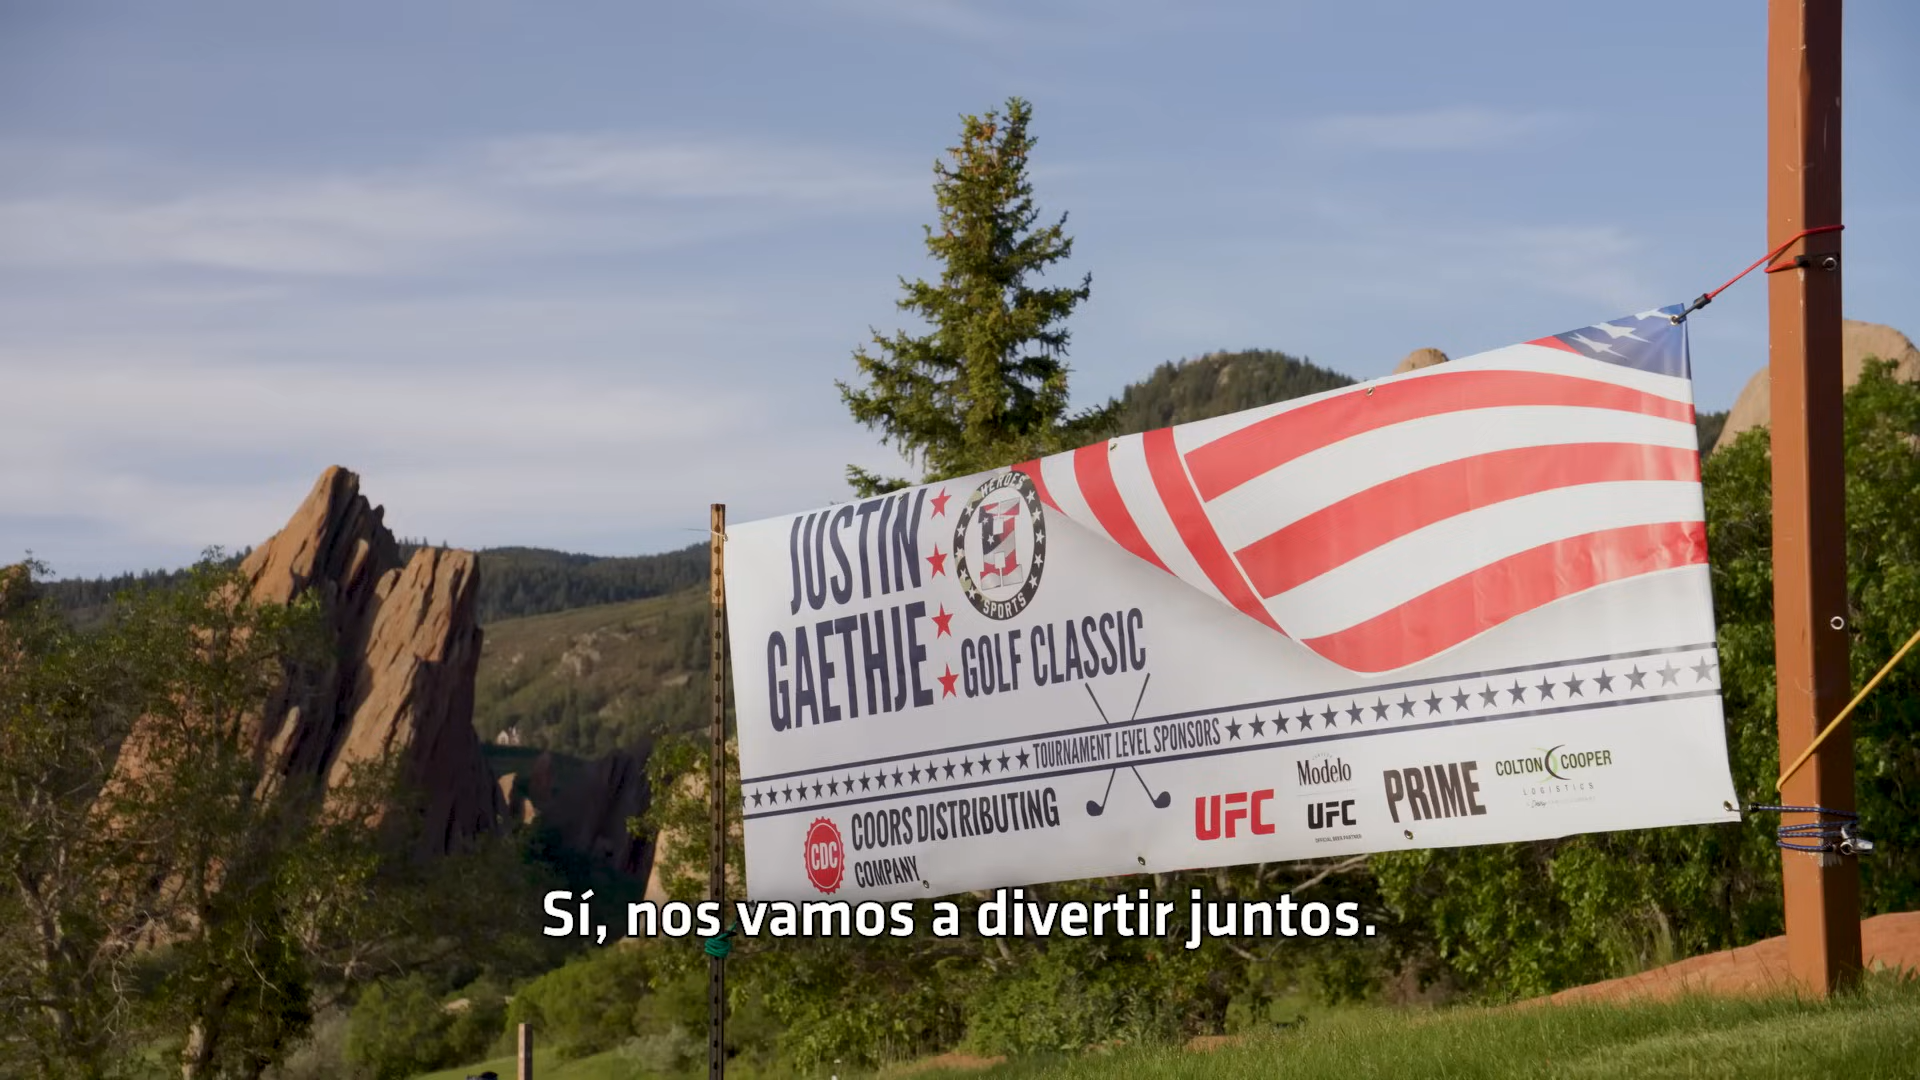 JUSTIN
GAETHJE
HEROES
H
SPORTS
GOLF CLASSIC
TOURNAMENT LEVEL SPONSORS
CDC
COORS DISTRIBUTING
COMPANY
UFC
Modelo
UFC
PRIME
COLTON COOPER
LOGISTICS
Sí, nos vamos a divertir juntos.